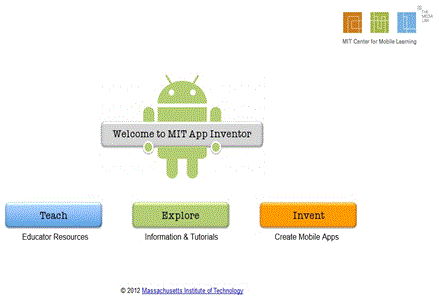 THE MEDIA LAB
MIT Center for Mobile Learning
Welcome to MIT App Inventor
Teach
Explore
Invent
Educator Resources
Information & Tutorials
Create Mobile Apps
© 2012 Massachusetts Institute of Technology